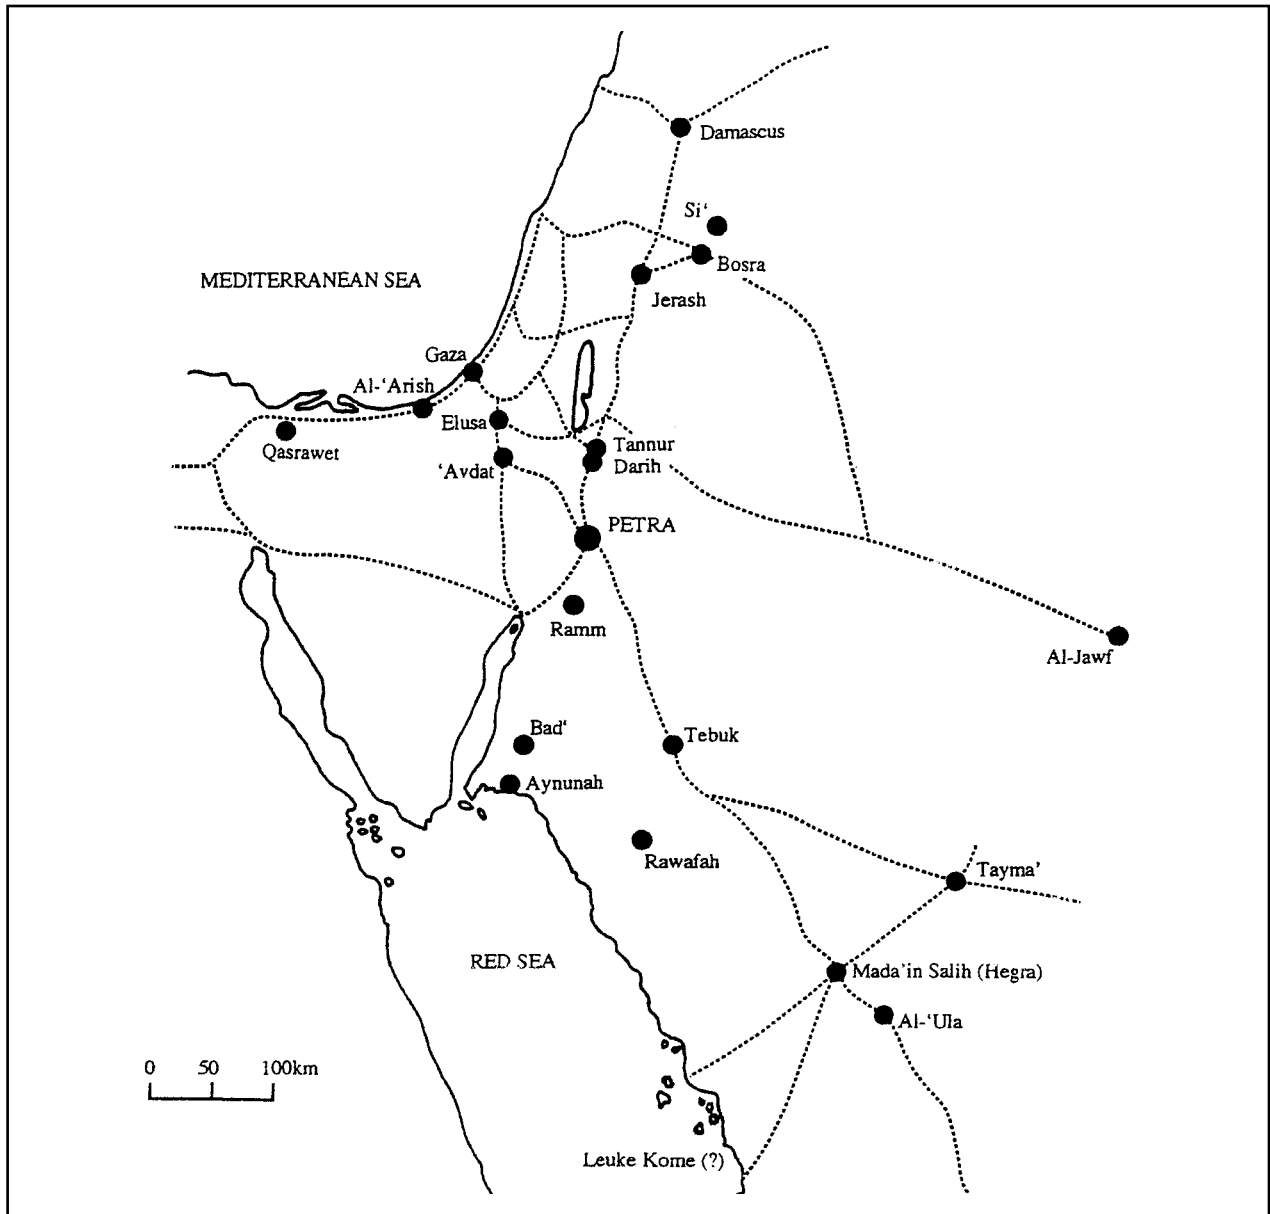 Damascus
Si‘
Bosra
MEDITERRANEAN SEA
Jerash
Gaza
Al-‘Arish
Elusa
Qasrawet
Tannur
‘Avdat
Darih
PETRA
Ramm
Al-Jawf
Bad‘
Tebuk
Aynunah
Rawafah
Tayma’
RED SEA
Mada’in Salih (Hegra)
Al-‘Ula
0 50 100km
Leuke Kome (?)